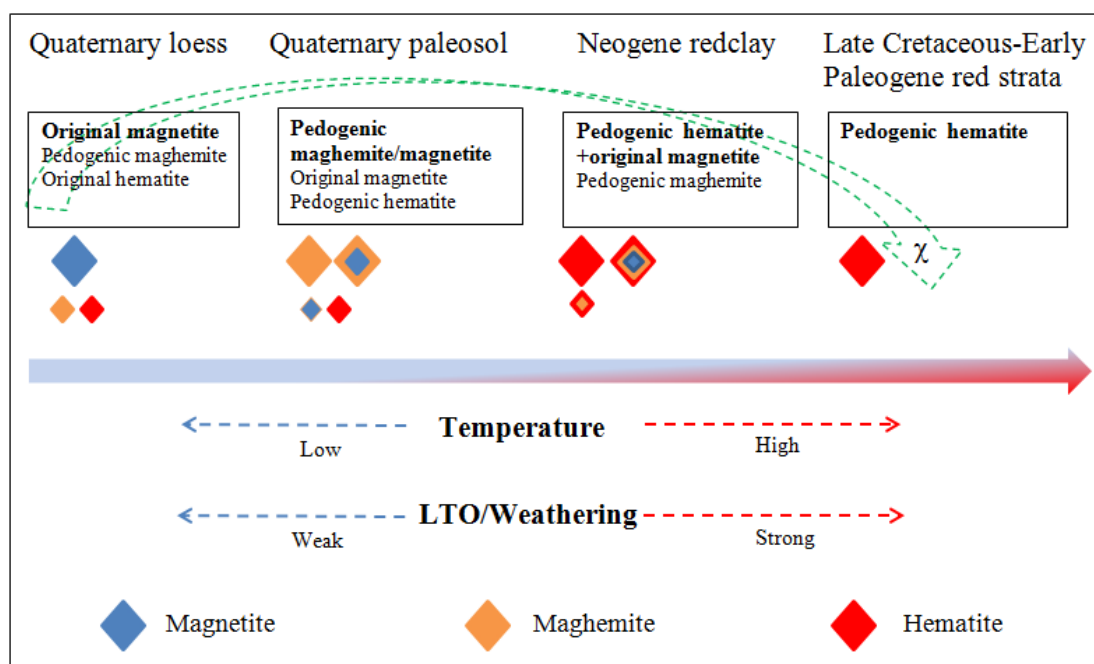 Quaternary loess
Quaternary paleosol
Neogene redclay
Late Cretaceous-Early
Paleogene red strata
Original magnetite
Pedogenic maghemite
Original hematite
Pedogenic
maghemite/magnetite
Original magnetite
Pedogenic hematite
Pedogenic hematite
+original magnetite
Pedogenic maghemite
Pedogenic hematite
χ
Temperature
Low
High
LTO/Weathering
Weak
Strong
Magnetite
Maghemite
Hematite